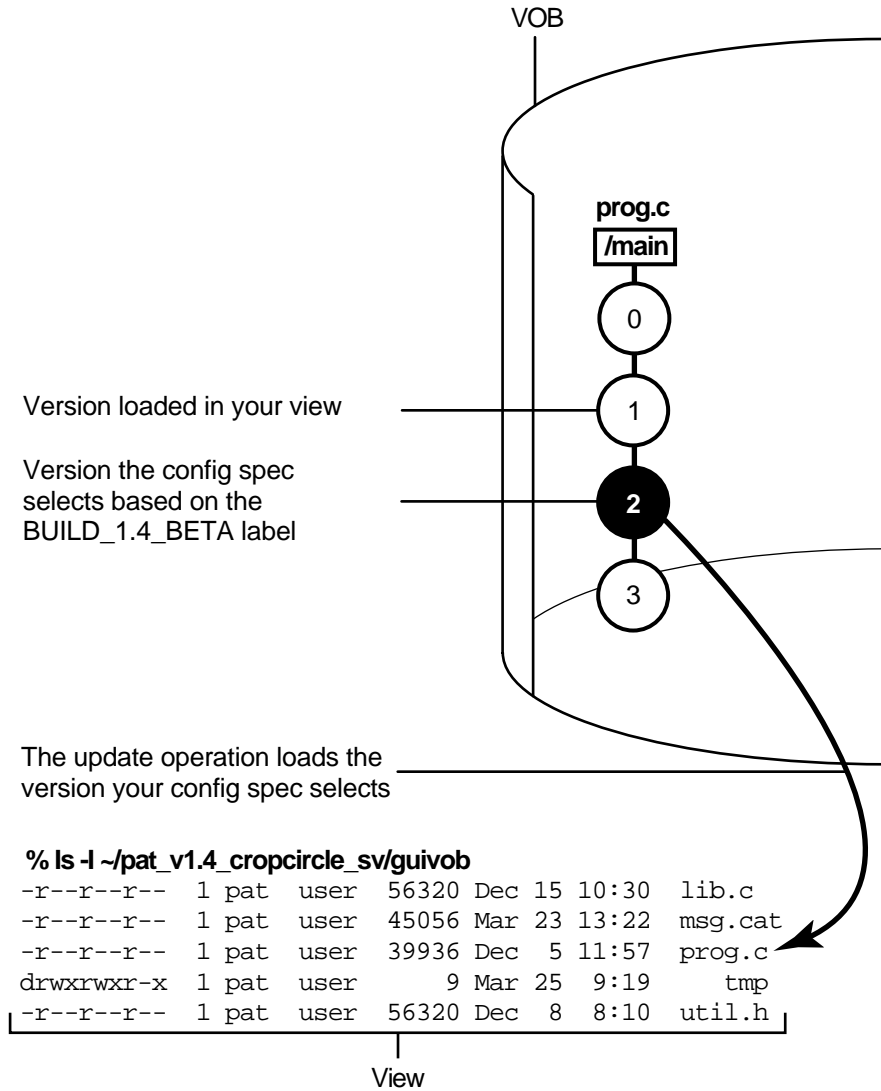 VOB
prog.c
/main
0
1
Version loaded in your view
Version the config spec
selects based on the
BUILD_1.4_BETA label
2
3
The update operation loads the
version your config spec selects
% ls -l ~/pat_v1.4_cropcircle_sv/guivob
-r--r--r-- 1 pat user 56320 Dec 15 10:30 lib.c
-r--r--r-- 1 pat user 45056 Mar 23 13:22 msg.cat
-r--r--r-- 1 pat user 39936 Dec 5 11:57 prog.c
drwxrwxr-x 1 pat user 9 Mar 25 9:19 tmp
-r--r--r-- 1 pat user 56320 Dec 8 8:10 util.h
View